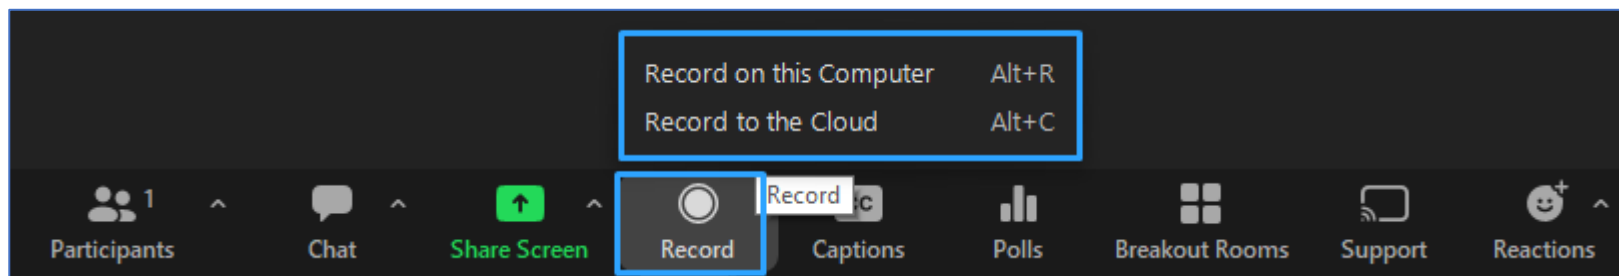 Record on this Computer Alt+R
Record to the Cloud Alt+C
1
Record
Participants Chat Share Screen Record Captions Polls Breakout Rooms Support Reactions